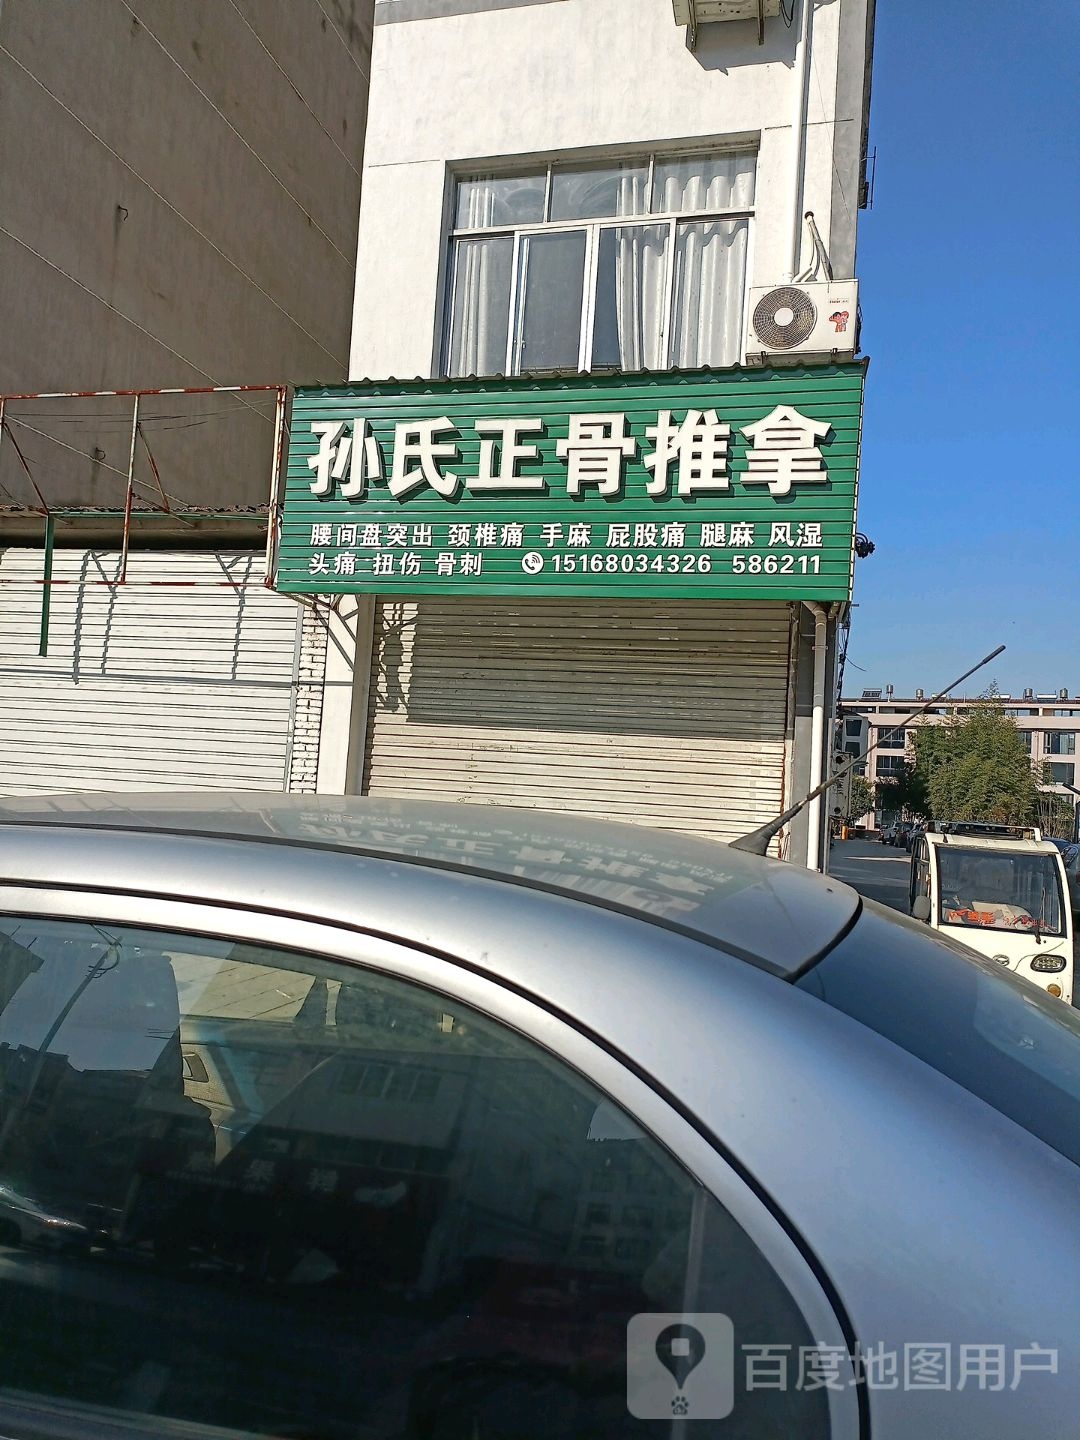 孙氏正骨推拿
腰间盘突出 颈椎痛 手麻 屁股痛 腿麻 风湿
头痛 扭伤 骨刺 15168034326 586211
百度地图用户